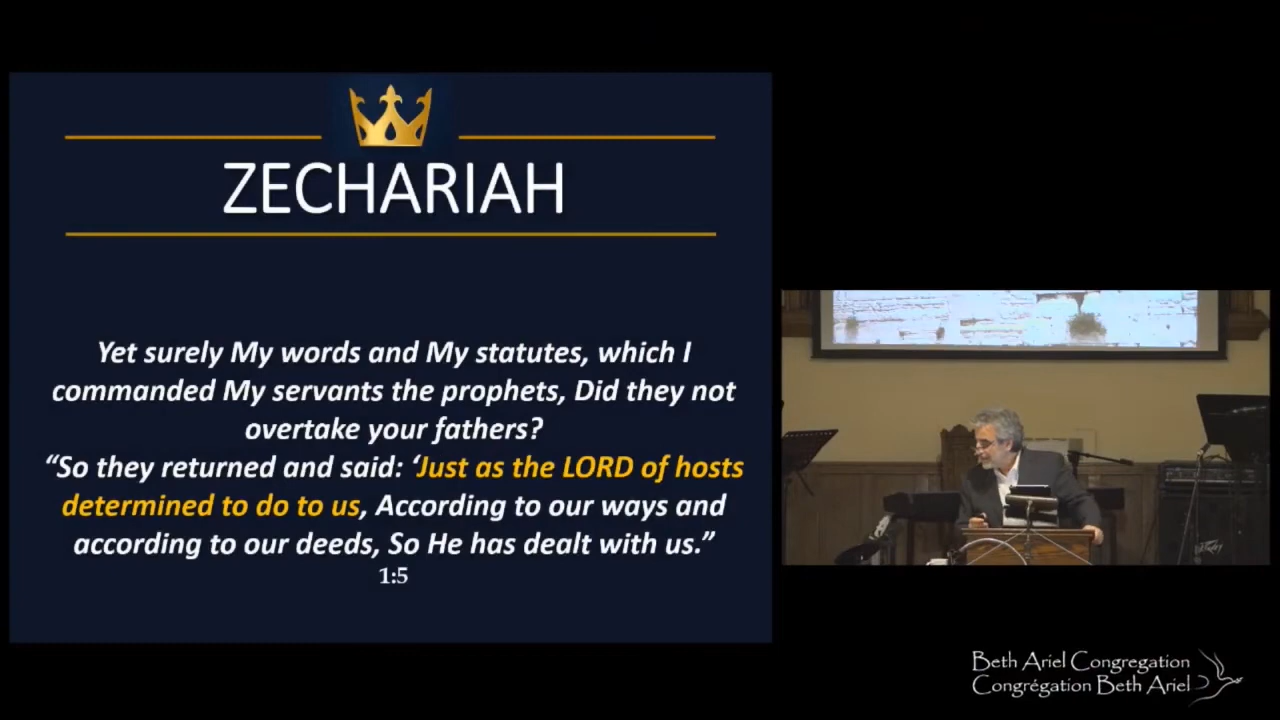 ZECHARIAH
Yet surely My words and My statutes, which I
commanded My servants the prophets, Did they not
overtake your fathers?
“So they returned and said: ‘Just as the LORD of hosts
determined to do to us, According to our ways and
according to our deeds, So He has dealt with us.”
1:5
Beth Ariel Congregation
Congrégation Beth Ariel